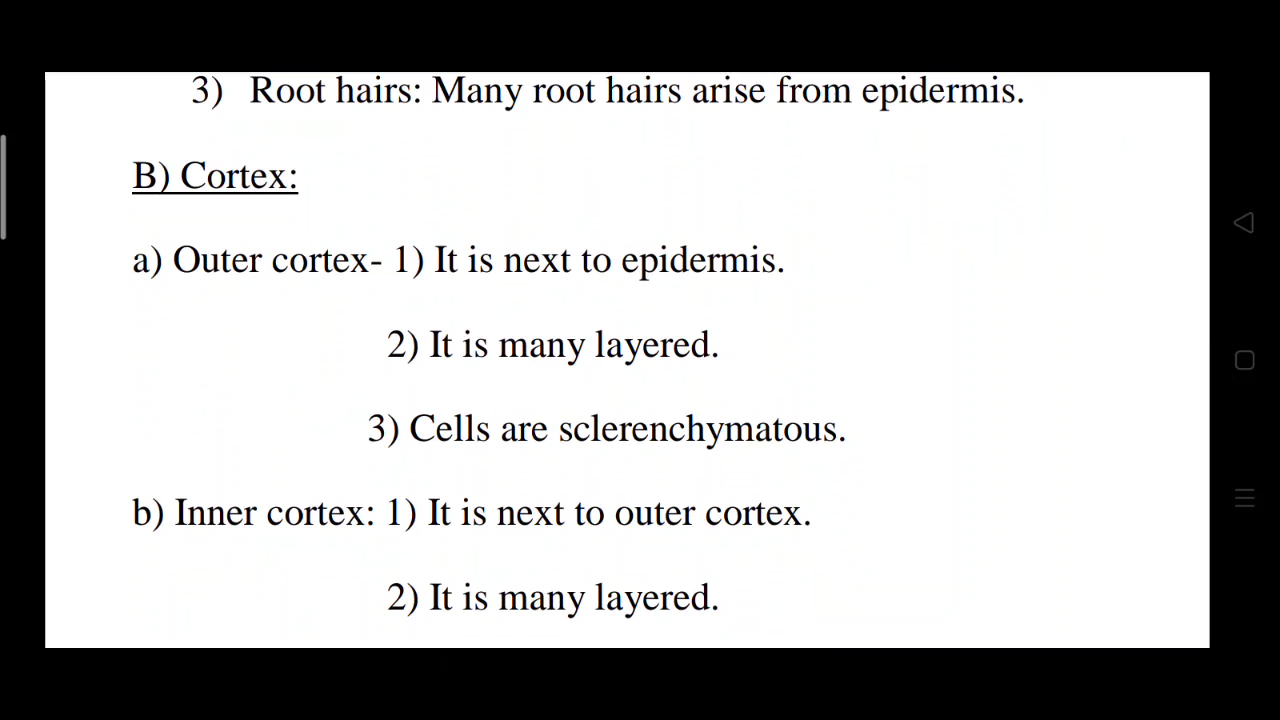 3) Root hairs: Many root hairs arise from epidermis.
B) Cortex:
a) Outer cortex- 1) It is next to epidermis.
2) It is many layered.
3) Cells are sclerenchymatous.
b) Inner cortex: 1) It is next to outer cortex.
2) It is many layered.